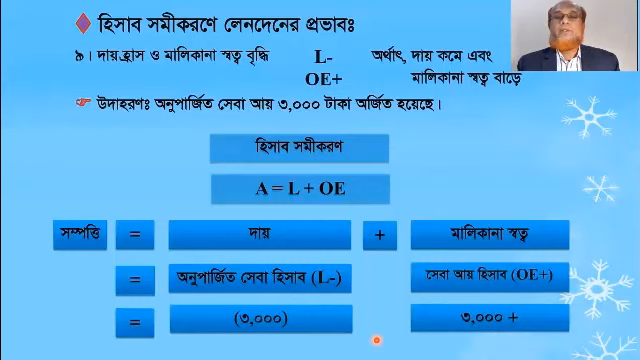 হিসাব সমীকরণে লেনদেনের প্রভাবঃ
৯। দায় হ্রাস ও মালিকানা স্বত্ব বৃদ্ধি L- অর্থাৎ, দায় কমে এবং
OE+ মালিকানা স্বত্ব বাড়ে
উদাহরণঃ অনুপার্জিত সেবা আয় ৩,০০০ টাকা অর্জিত হয়েছে।
হিসাব সমীকরণ
A = L + OE
সম্পত্তি = দায় + মালিকানা স্বত্ব
= অনুপার্জিত সেবা হিসাব (L-) সেবা আয় হিসাব (OE+)
= (৩,০০০) ৩,০০০ +